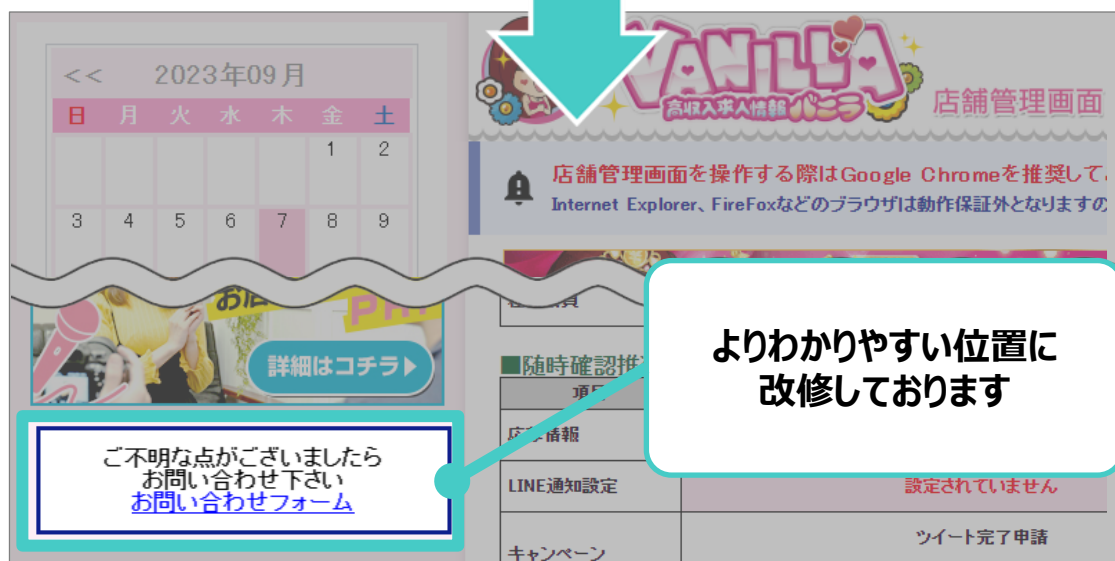 << 2023年09月
日 月 火 水 木 金 土
1 2
3 4 5 6 7 8 9
詳細はコチラ▶
ご不明な点がございましたら
お問い合わせ下さい
お問い合わせフォーム
VANILLA
高収入求人情報バニラ
店舗管理画面
店舗管理画面を操作する際はGoogle Chromeを推奨して
Internet Explorer、FireFoxなどのブラウザは動作保証外となりますの
よりわかりやすい位置に
改修しております
■随時確認推
LINE通知設定
設定されていません
キャンペーン
ツイート完了申請